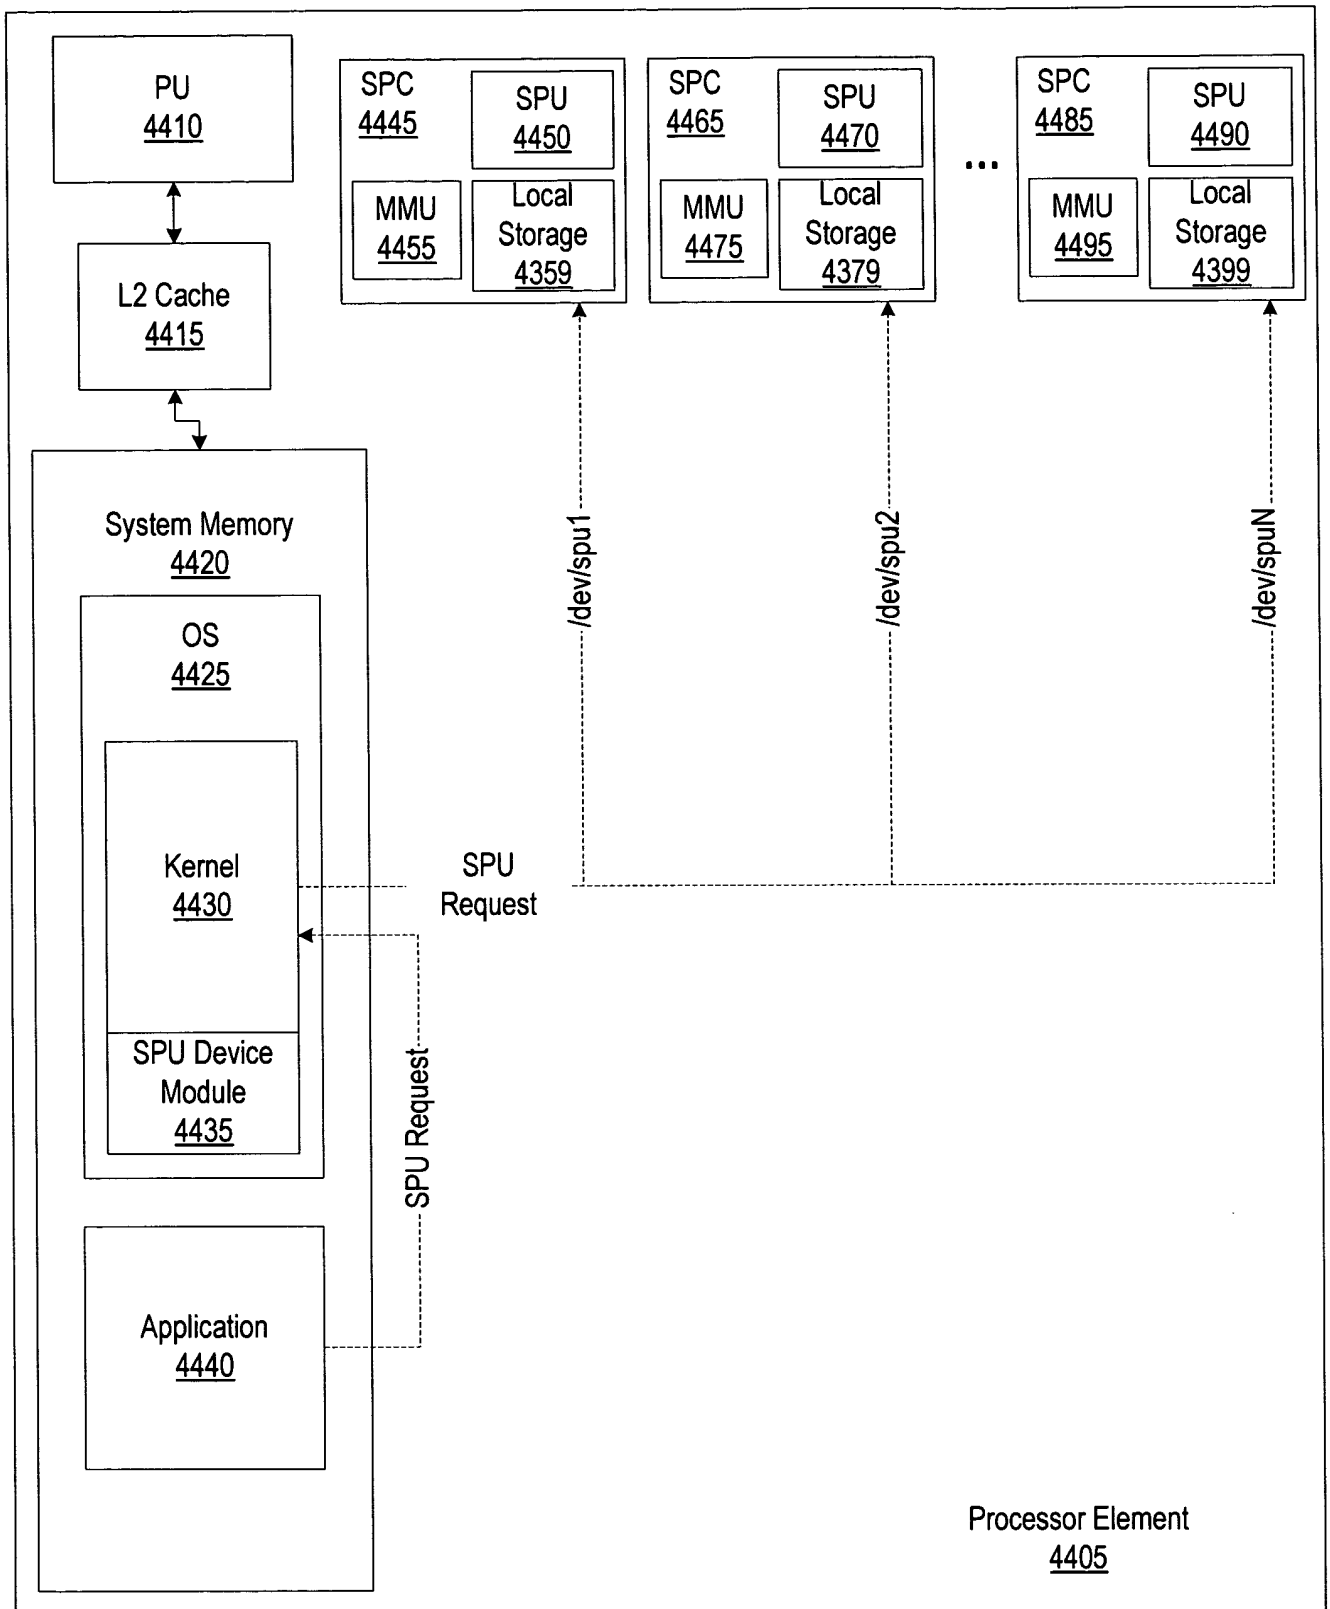 PU
4410
L2 Cache
4415
System Memory
4420
OS
4425
Kernel
4430
SPU Device
Module
4435
Application
4440
SPC
4445
SPU
4450
MMU
4455
Local
Storage
4359
SPC
4465
SPU
4470
MMU
4475
Local
Storage
4379
...
SPC
4485
SPU
4490
MMU
4495
Local
Storage
4399
/dev/spu1
/dev/spu2
/dev/spuN
SPU
Request
SPU Request
Processor Element
4405